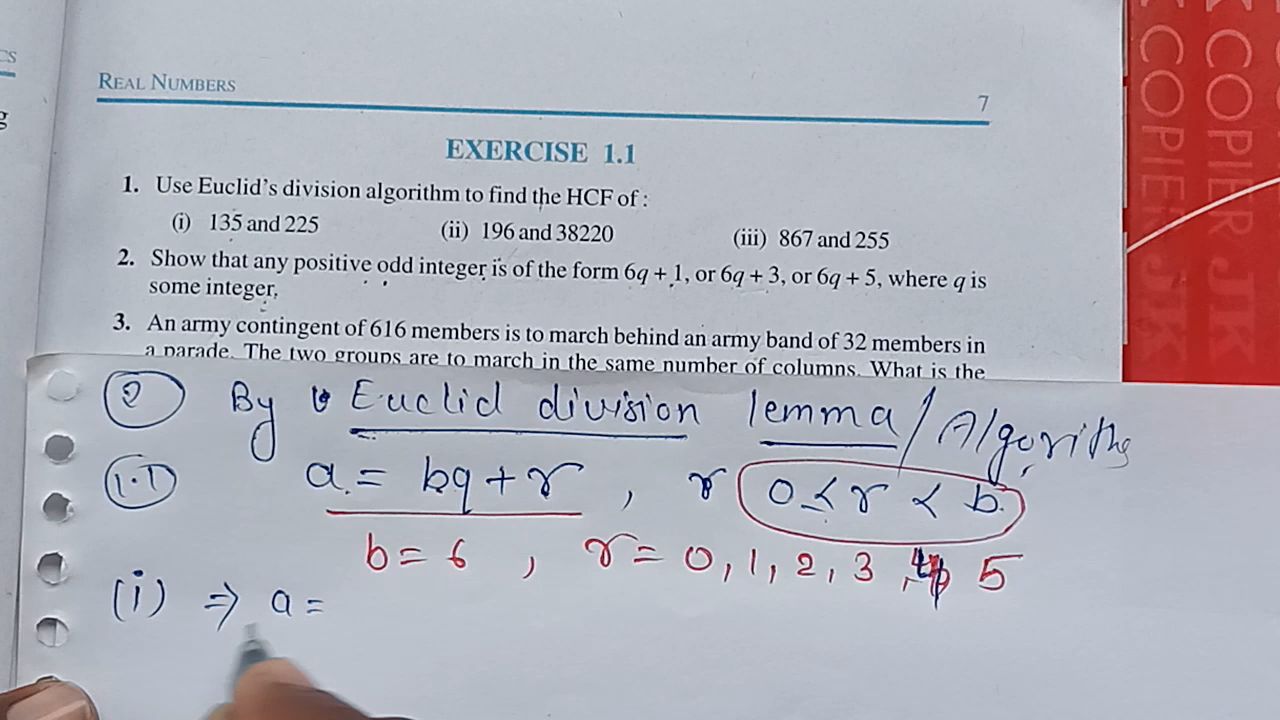 CS
g
REAL NUMBERS
7
EXERCISE 1.1
1. Use Euclid's division algorithm to find the HCF of :
(i) 135 and 225 (ii) 196 and 38220 (iii) 867 and 255
2. Show that any positive odd integer is of the form 6q + 1, or 6q + 3, or 6q + 5, where q is
some integer.
3. An army contingent of 616 members is to march behind an army band of 32 members in
a parade. The two groups are to march in the same number of columns. What is the
2 By Euclid division lemma / Algorithm
1.1 a = bq + r , r 0 ≤ r < b
b = 6 , r = 0, 1, 2, 3, 4, 5
(i) ⇒ a =
COPIER JK
COPIER JK